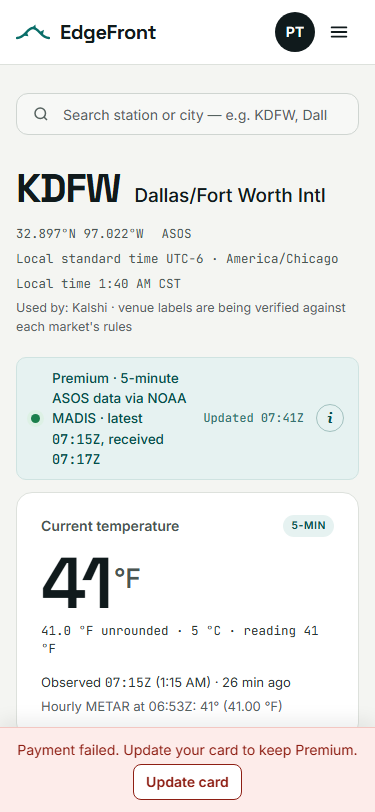 EdgeFront
PT
Search station or city — e.g. KDFW, Dall
KDFW Dallas/Fort Worth Intl
32.897°N 97.022°W ASOS
Local standard time UTC-6 · America/Chicago
Local time 1:40 AM CST
Used by: Kalshi · venue labels are being verified against
each market's rules
Premium · 5-minute
ASOS data via NOAA
MADIS · latest
07:15Z, received
07:17Z
Updated 07:41Z
i
Current temperature
5-MIN
41°F
41.0 °F unrounded · 5 °C · reading 41
°F
Observed 07:15Z (1:15 AM) · 26 min ago
Hourly METAR at 06:53Z: 41° (41.00 °F)
Payment failed. Update your card to keep Premium.
Update card